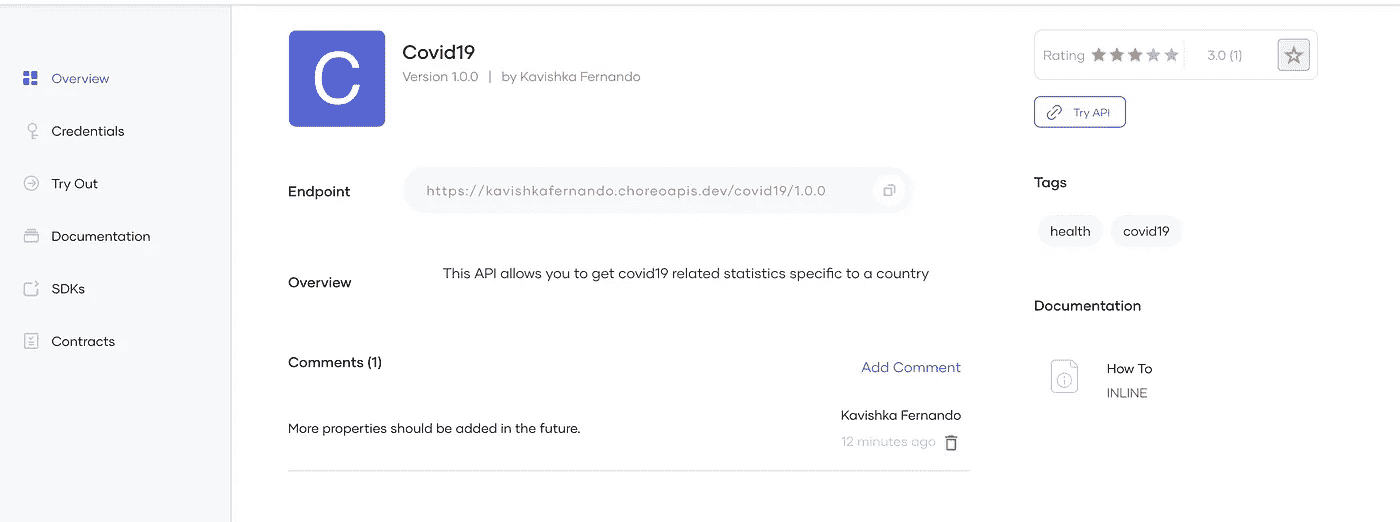 Overview
Credentials
Try Out
Documentation
SDKs
Contracts
C
Covid19
Version 1.0.0 | by Kavishka Fernando
Endpoint
https://kavishkafernando.choreoapis.dev/covid19/1.0.0
Overview
This API allows you to get covid19 related statistics specific to a country
Comments (1)
Add Comment
More properties should be added in the future.
Kavishka Fernando
12 minutes ago
Rating
3.0 (1)
Try API
Tags
health
covid19
Documentation
How To
INLINE